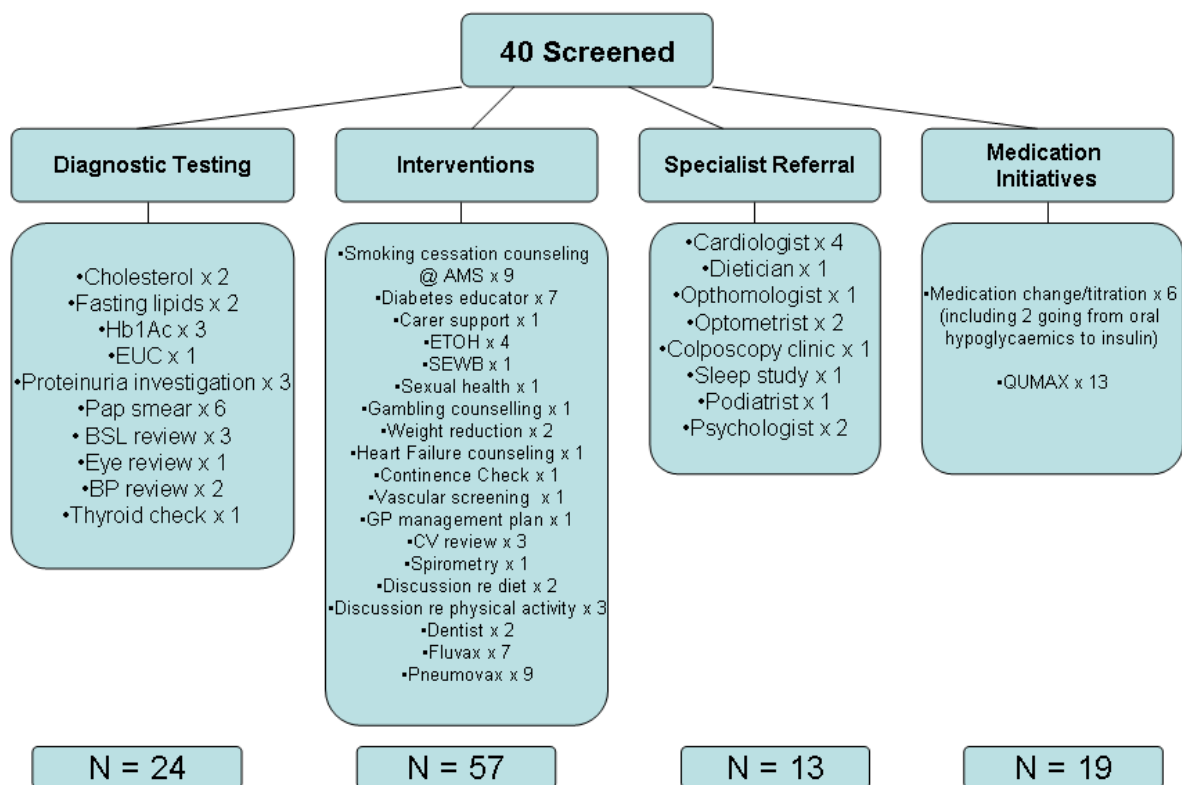 40 Screened
Diagnostic Testing
•Cholesterol x 2
•Fasting lipids x 2
•Hb1Ac x 3
•EUC x 1
•Proteinuria investigation x 3
•Pap smear x 6
•BSL review x 3
•Eye review x 1
•BP review x 2
•Thyroid check x 1
N = 24
Interventions
▪Smoking cessation counseling
@ AMS x 9
▪Diabetes educator x 7
▪Carer support x 1
▪ETOH x 4
▪SEWB x 1
▪Sexual health x 1
▪Gambling counselling x 1
▪Weight reduction x 2
▪Heart Failure counseling x 1
▪Continence Check x 1
▪Vascular screening x 1
▪GP management plan x 1
▪CV review x 3
▪Spirometry x 1
▪Discussion re diet x 2
▪Discussion re physical activity x 3
▪Dentist x 2
▪Fluvax x 7
▪Pneumovax x 9
N = 57
Specialist Referral
•Cardiologist x 4
•Dietician x 1
•Opthomologist x 1
•Optometrist x 2
•Colposcopy clinic x 1
•Sleep study x 1
•Podiatrist x 1
•Psychologist x 2
N = 13
Medication
Initiatives
▪Medication change/titration x 6
(including 2 going from oral
hypoglycaemics to insulin)
▪QUMAX x 13
N = 19